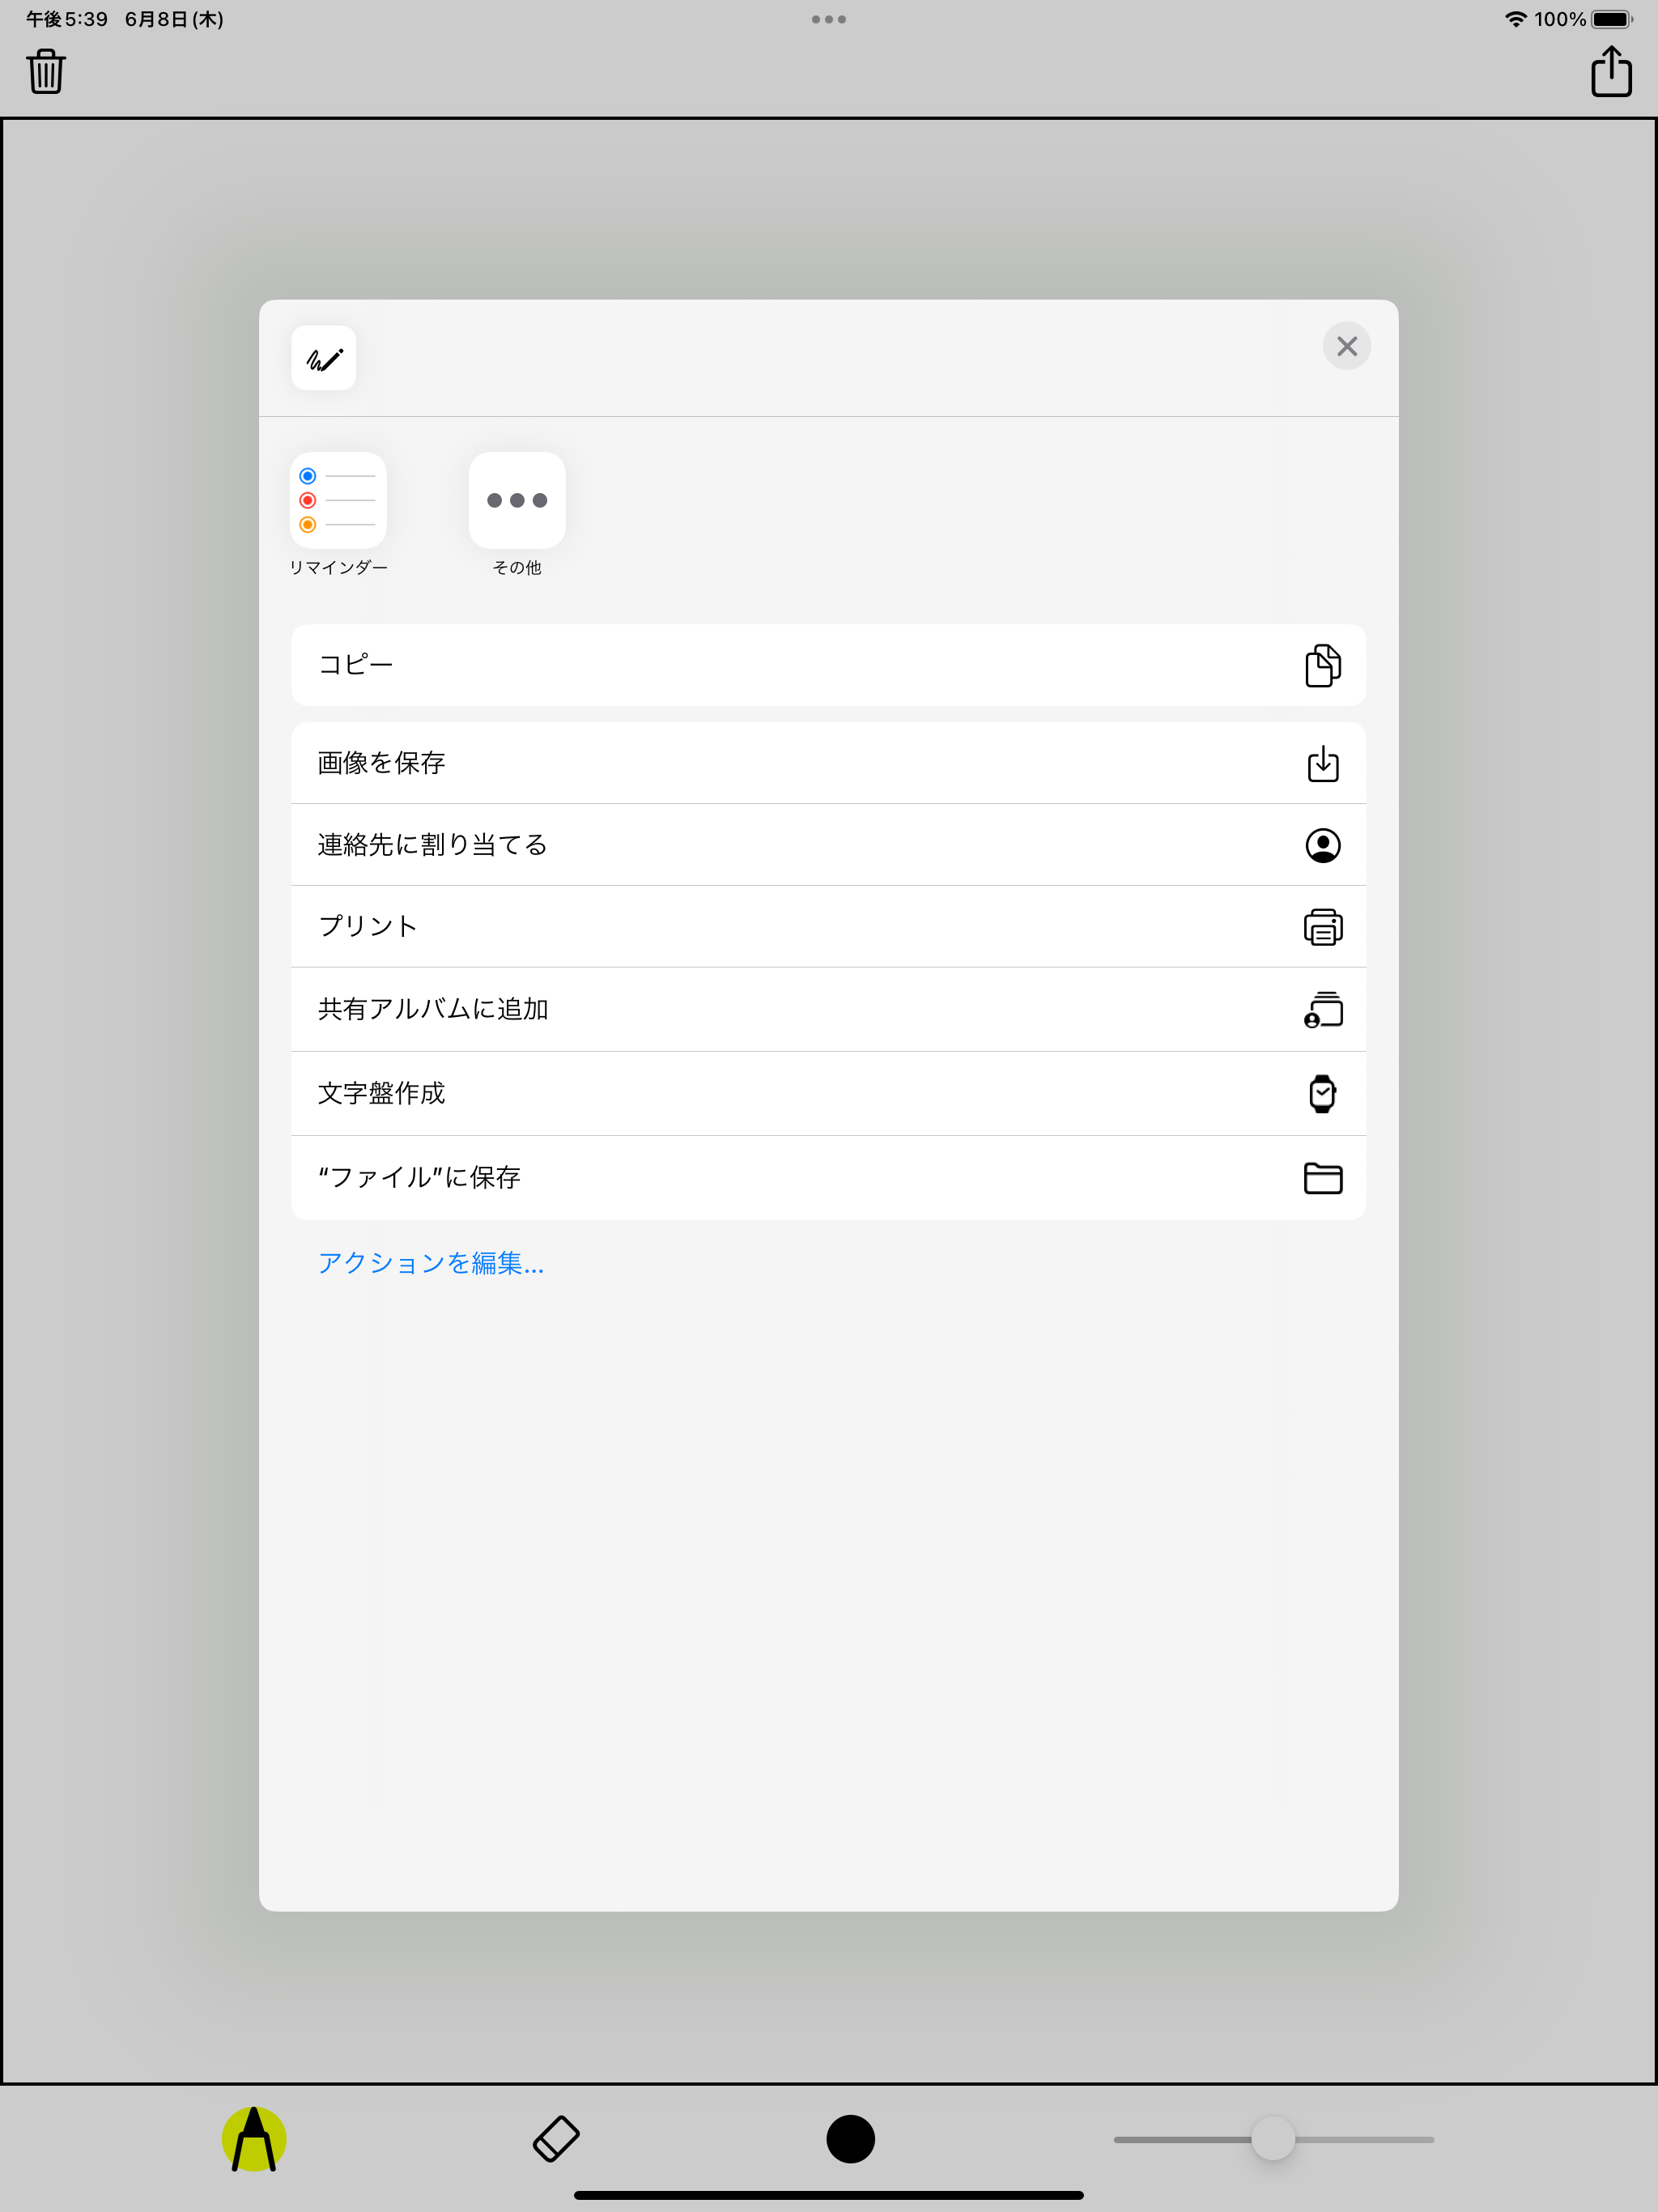 午後5:39 6月8日(木) 100%
リマインダー その他
コピー
画像を保存
連絡先に割り当てる
プリント
共有アルバムに追加
文字盤作成
“ファイル”に保存
アクションを編集...